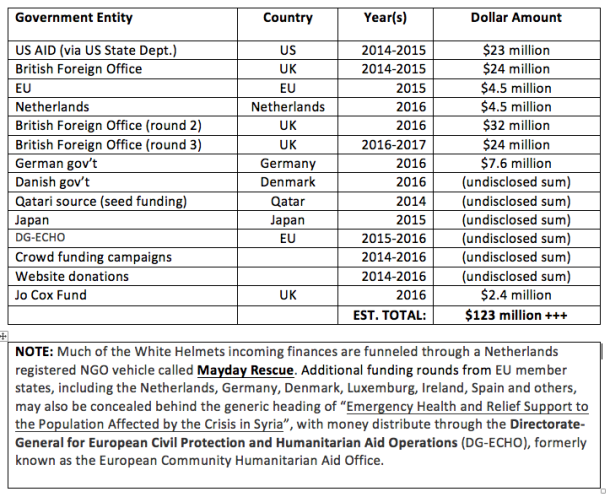 Government Entity Country Year(s) Dollar Amount
US AID (via US State Dept.) US 2014-2015 $23 million
British Foreign Office UK 2014-2015 $24 million
EU EU 2015 $4.5 million
Netherlands Netherlands 2016 $4.5 million
British Foreign Office (round 2) UK 2016 $32 million
British Foreign Office (round 3) UK 2016-2017 $24 million
German gov't Germany 2016 $7.6 million
Danish gov't Denmark 2016 (undisclosed sum)
Qatari source (seed funding) Qatar 2014 (undisclosed sum)
Japan Japan 2015 (undisclosed sum)
DG-ECHO EU 2015-2016 (undisclosed sum)
Crowd funding campaigns 2014-2016 (undisclosed sum)
Website donations 2014-2016 (undisclosed sum)
Jo Cox Fund UK 2016 $2.4 million
EST. TOTAL: $123 million +++
NOTE: Much of the White Helmets incoming finances are funneled through a Netherlands
registered NGO vehicle called Mayday Rescue. Additional funding rounds from EU member
states, including the Netherlands, Germany, Denmark, Luxemburg, Ireland, Spain and others,
may also be concealed behind the generic heading of "Emergency Health and Relief Support to
the Population Affected by the Crisis in Syria", with money distribute through the Directorate-
General for European Civil Protection and Humanitarian Aid Operations (DG-ECHO), formerly
known as the European Community Humanitarian Aid Office.